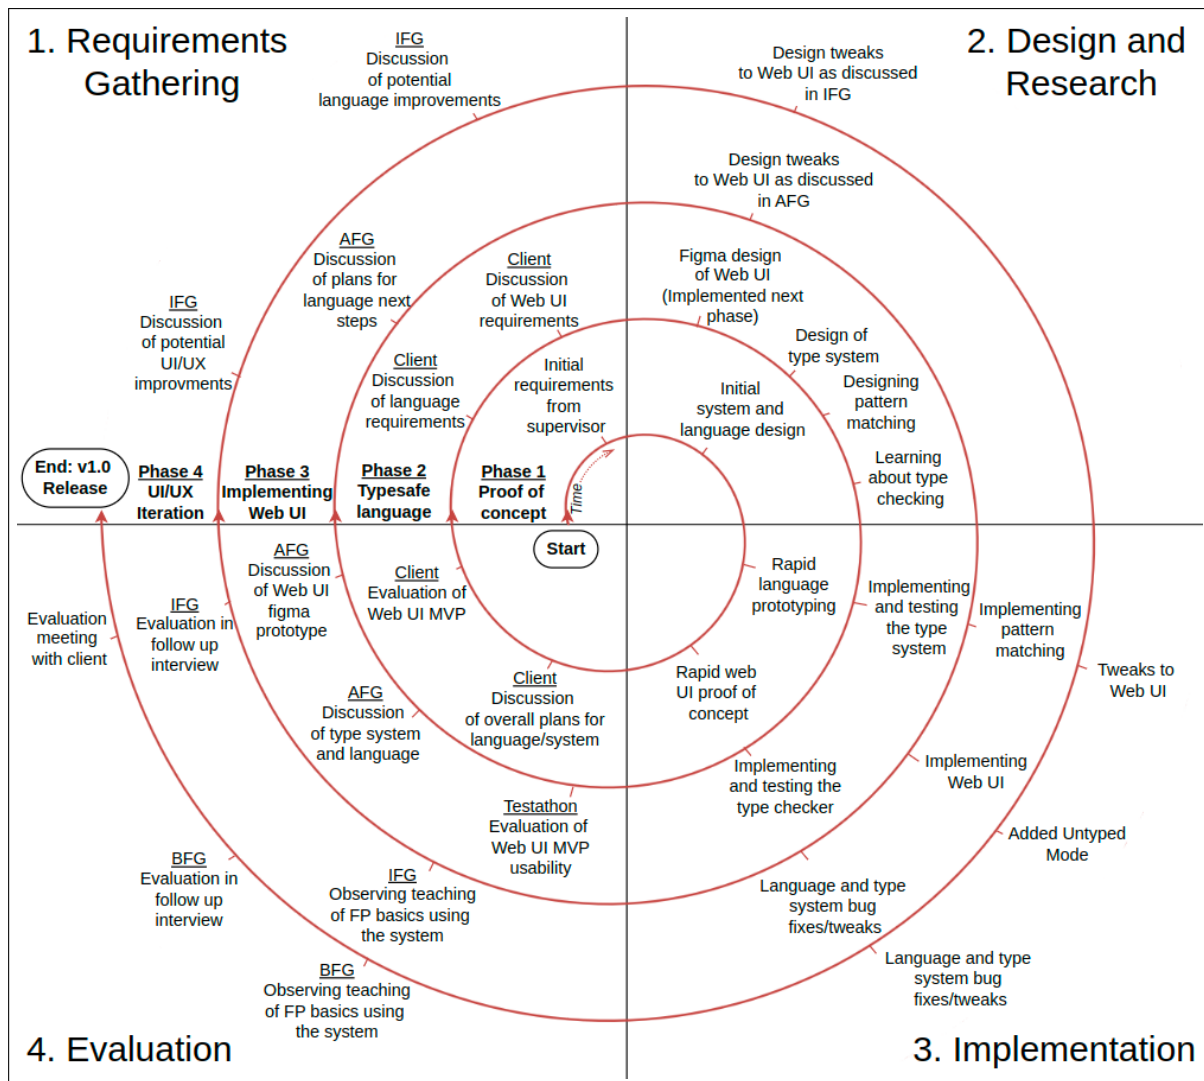 1. Requirements
Gathering
2. Design and
Research
IFG
Discussion
of potential
language improvements
Design tweaks
to Web UI as discussed
in IFG
Design tweaks
to Web UI as discussed
in AFG
AFG
Discussion
of plans for
language next
steps
Client
Discussion
of Web UI
requirements
Figma design
of Web UI
(Implemented next
phase)
IFG
Discussion
of potential
UI/UX
improvments
Client
Discussion
of language
requirements
Initial
requirements
from
supervisor
Initial
system and
language design
Design of
type system
Designing
pattern
matching
Learning
about type
checking
End: v1.0
Release
Phase 4
UI/UX
Iteration
Phase 3
Implementing
Web UI
Phase 2
Typesafe
language
Phase 1
Proof of
concept
Time
Start
Evaluation
meeting
with client
IFG
Evaluation in
follow up
interview
AFG
Discussion
of Web UI
figma
prototype
Client
Evaluation of
Web UI MVP
Rapid
language
prototyping
Implementing
and testing
the type
system
Implementing
pattern
matching
Tweaks to
Web UI
AFG
Discussion
of type system
and language
Client
Discussion
of overall plans for
language/system
Rapid web
UI proof of
concept
Implementing
and testing the
type checker
Implementing
Web UI
Added Untyped
Mode
BFG
Evaluation in
follow up
interview
IFG
Observing teaching
of FP basics using
the system
Testathon
Evaluation of
Web UI MVP
usability
Language and type
system bug
fixes/tweaks
BFG
Observing teaching
of FP basics using
the system
Language and type
system bug
fixes/tweaks
4. Evaluation
3. Implementation